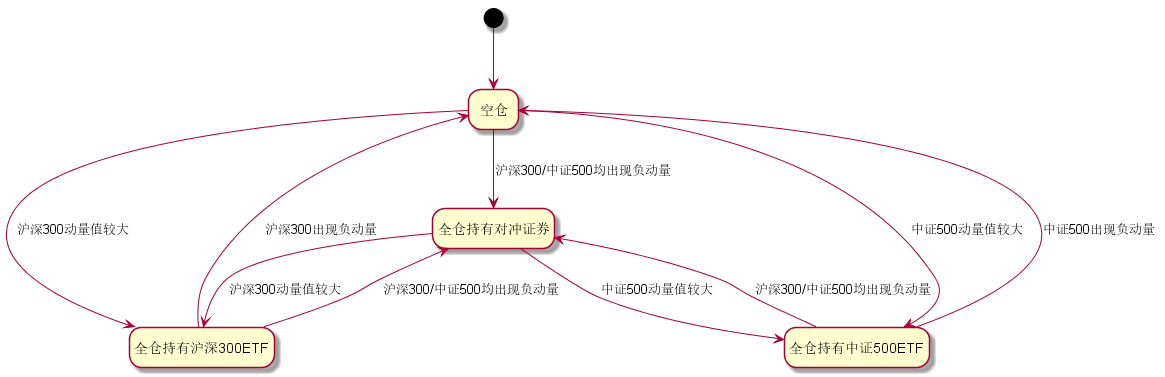 空仓
沪深300/中证500均出现负动量
全仓持有对冲证券
沪深300动量值较大
沪深300出现负动量
中证500动量值较大
中证500出现负动量
沪深300动量值较大
沪深300/中证500均出现负动量
中证500动量值较大
沪深300/中证500均出现负动量
全仓持有沪深300ETF
全仓持有中证500ETF